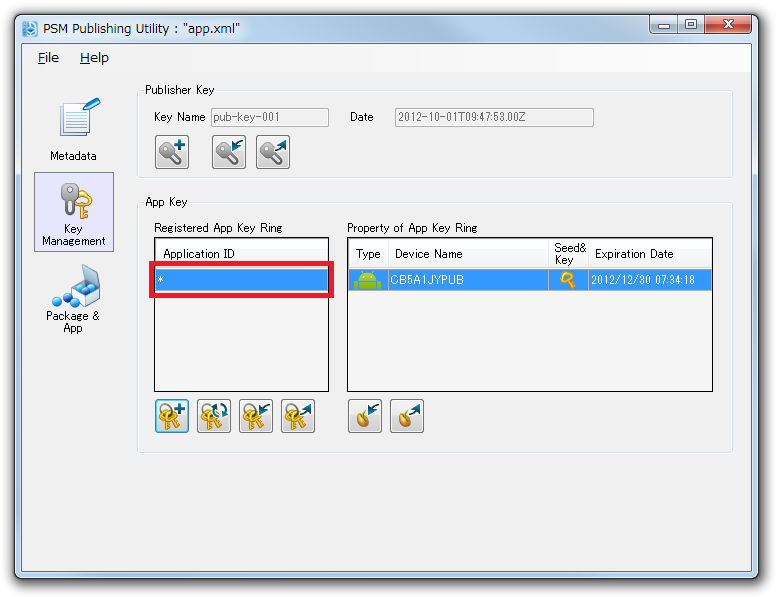 PSM Publishing Utility : "app.xml"
File Help
Metadata
Key
Management
Package &
App
Publisher Key
Key Name pub-key-001 Date 2012-10-01T09:47:53.00Z
App Key
Registered App Key Ring
Application ID
*
Property of App Key Ring
Type Device Name Seed& Key Expiration Date
CB5A1JYPUB 2012/12/30 07:34:18